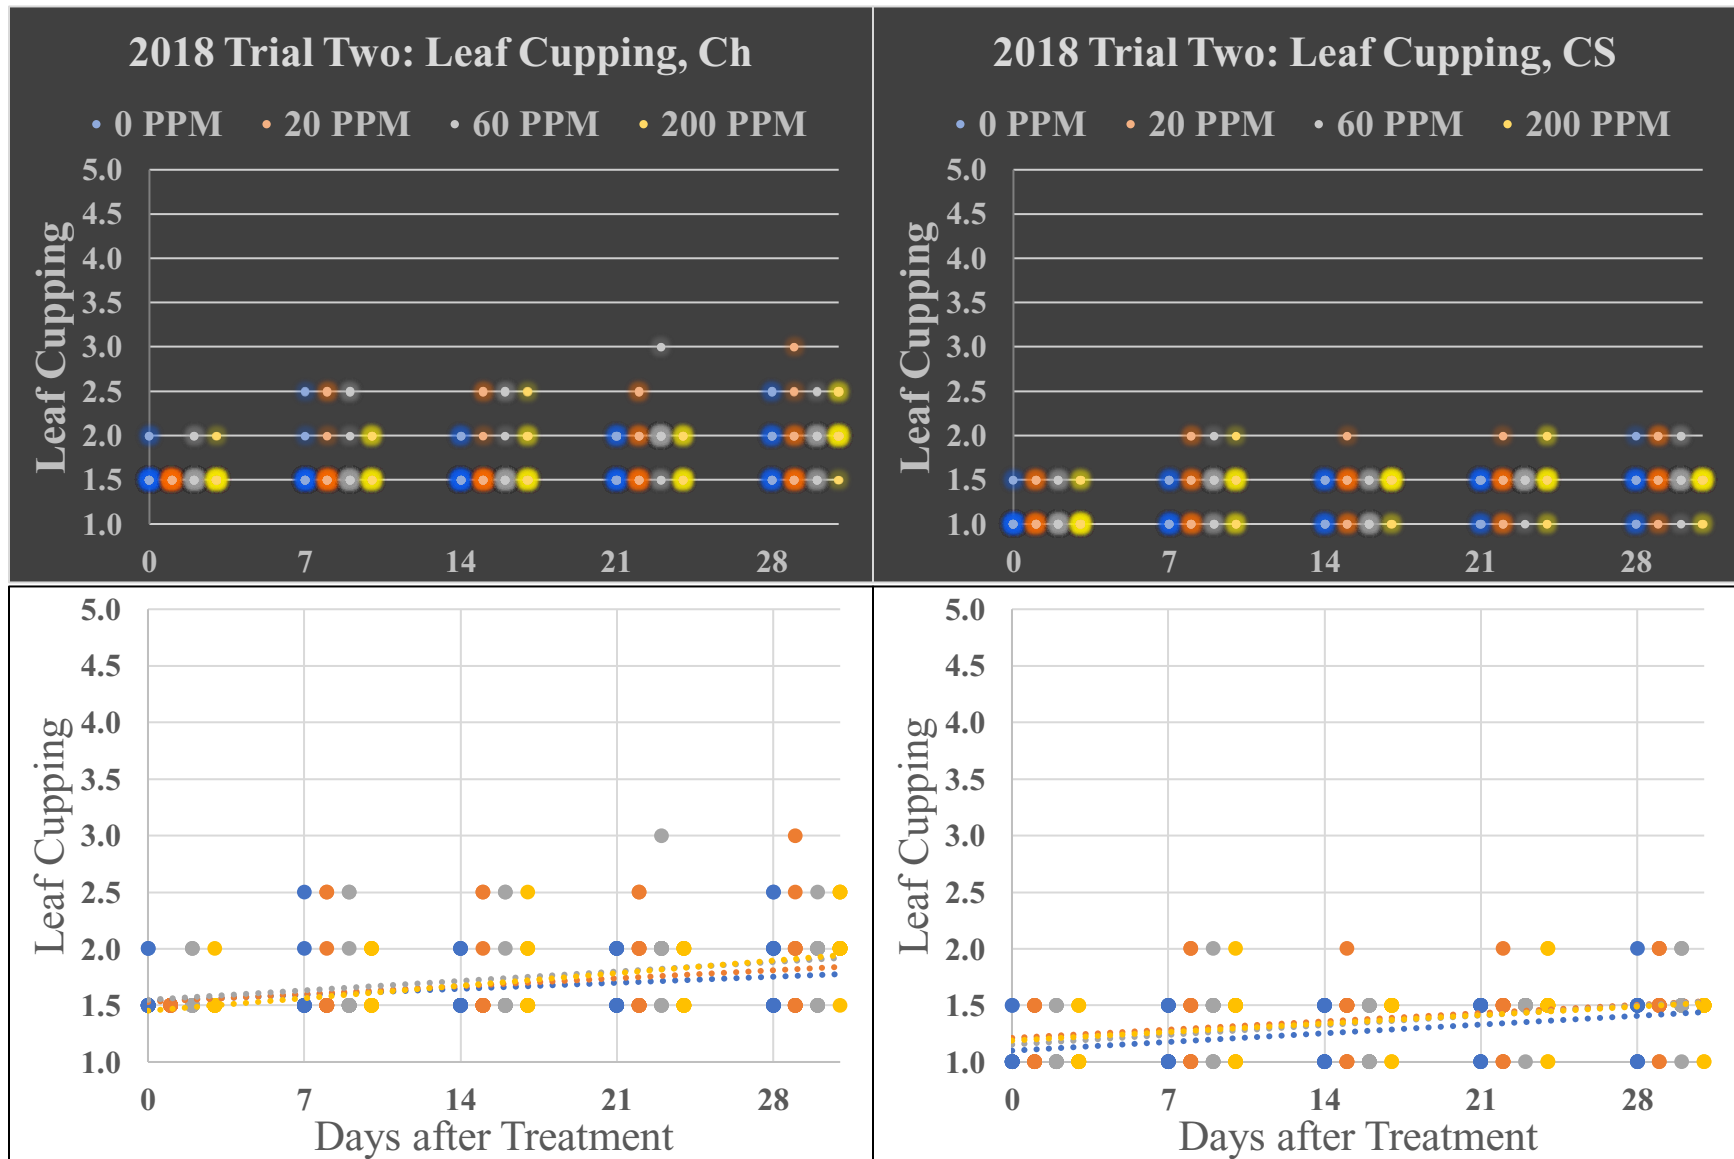 2018 Trial Two: Leaf Cupping, Ch
• 0 PPM • 20 PPM • 60 PPM • 200 PPM
Leaf Cupping
5.0
4.5
4.0
3.5
3.0
2.5
2.0
1.5
1.0
0 7 14 21 28
2018 Trial Two: Leaf Cupping, CS
• 0 PPM • 20 PPM • 60 PPM • 200 PPM
Leaf Cupping
5.0
4.5
4.0
3.5
3.0
2.5
2.0
1.5
1.0
0 7 14 21 28
Leaf Cupping
5.0
4.5
4.0
3.5
3.0
2.5
2.0
1.5
1.0
0 7 14 21 28
Days after Treatment
Leaf Cupping
5.0
4.5
4.0
3.5
3.0
2.5
2.0
1.5
1.0
0 7 14 21 28
Days after Treatment